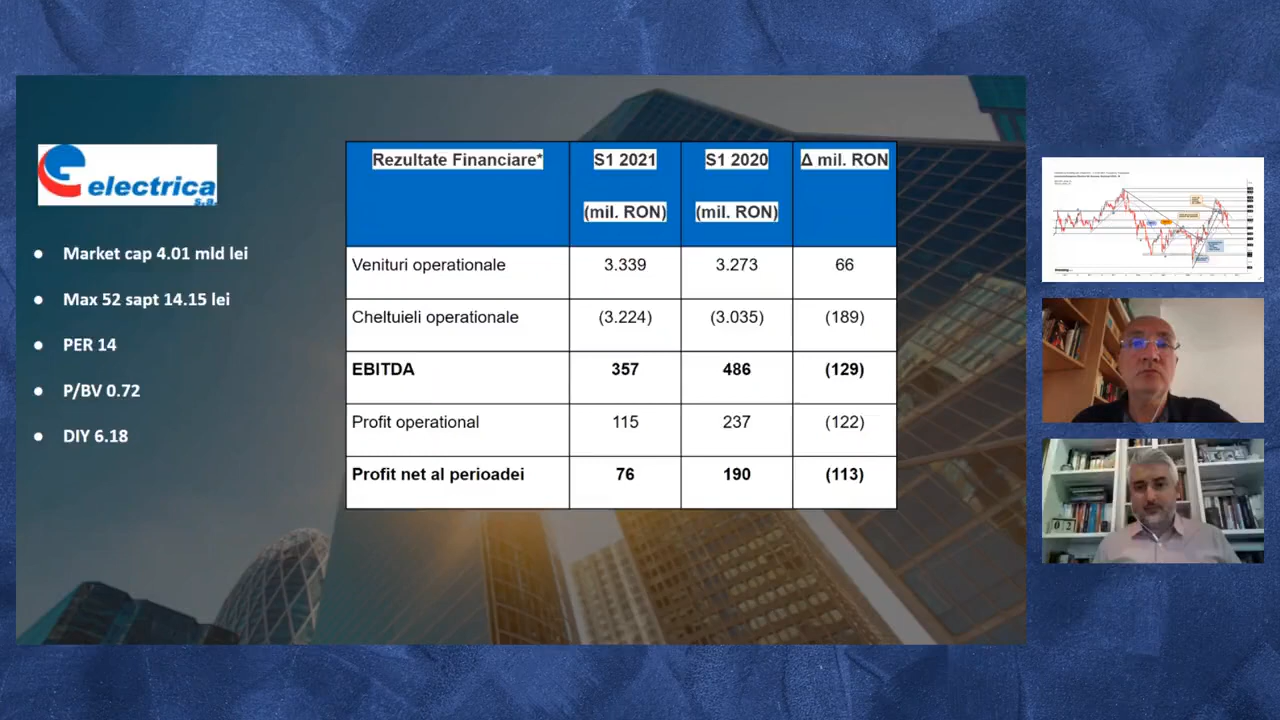 electrica
s.a.
Market cap 4.01 mld lei
Max 52 sapt 14.15 lei
PER 14
P/BV 0.72
DIY 6.18
Rezultate Financiare* S1 2021 S1 2020 Δ mil. RON
(mil. RON) (mil. RON)
Venituri operationale 3.339 3.273 66
Cheltuieli operationale (3.224) (3.035) (189)
EBITDA 357 486 (129)
Profit operational 115 237 (122)
Profit net al perioadei 76 190 (113)
02